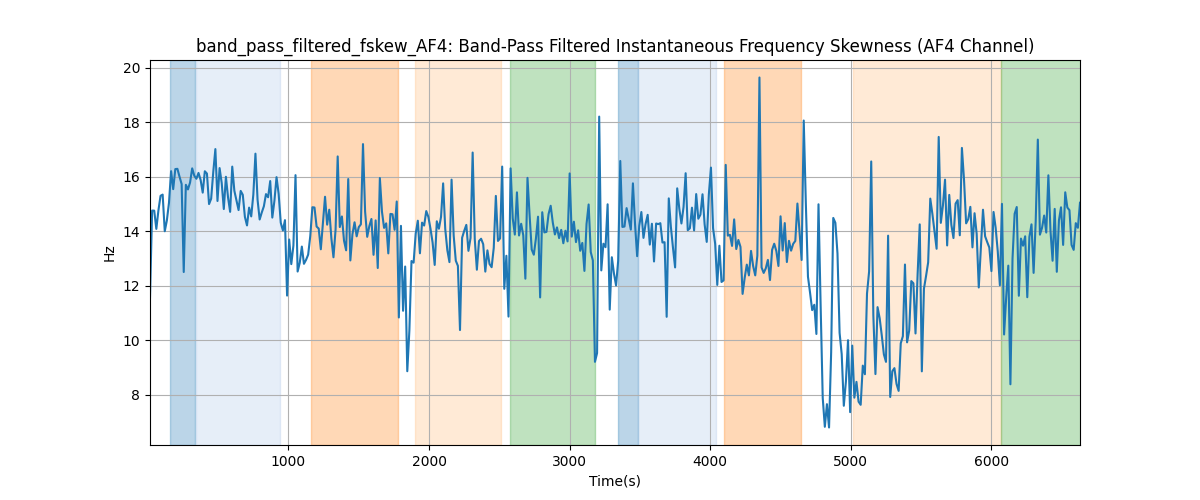 band_pass_filtered_fskew_AF4: Band-Pass Filtered Instantaneous Frequency Skewness (AF4 Channel)
20
18
16
14
12
10
8
Hz
1000 2000 3000 4000 5000 6000
Time(s)